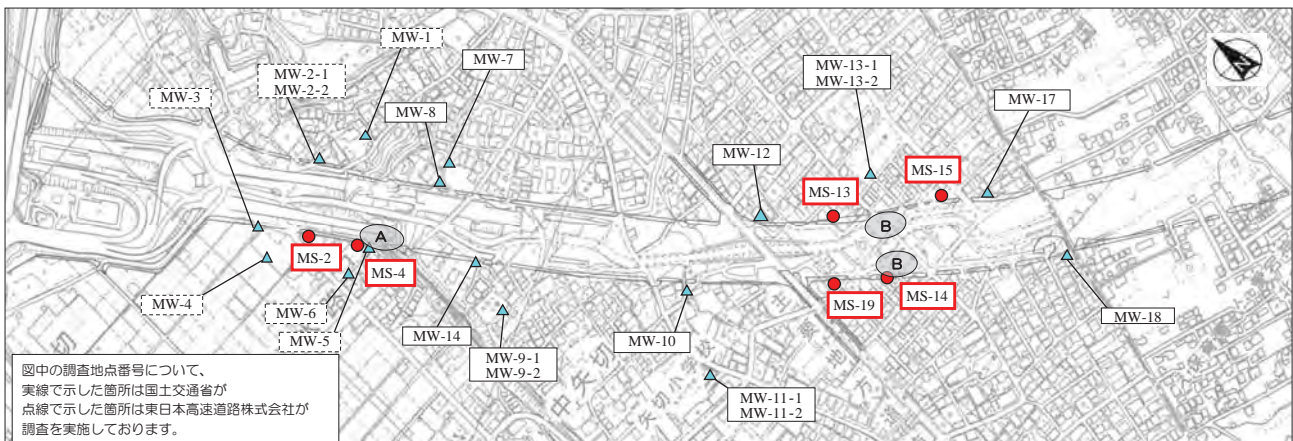 MW-1
MW-7
MW-2-1
MW-2-2
MW-3
MW-8
MW-13-1
MW-13-2
MW-17
N
MW-12
MS-13
MS-15
A
B
B
MS-2
MS-4
MW-4
MW-6
MW-5
MW-14
MW-9-1
MW-9-2
MW-10
MS-19
MS-14
MW-18
MW-11-1
MW-11-2
中矢切
矢切小
図中の調査地点番号について、
実線で示した箇所は国土交通省が
点線で示した箇所は東日本高速道路株式会社が
調査を実施しております。